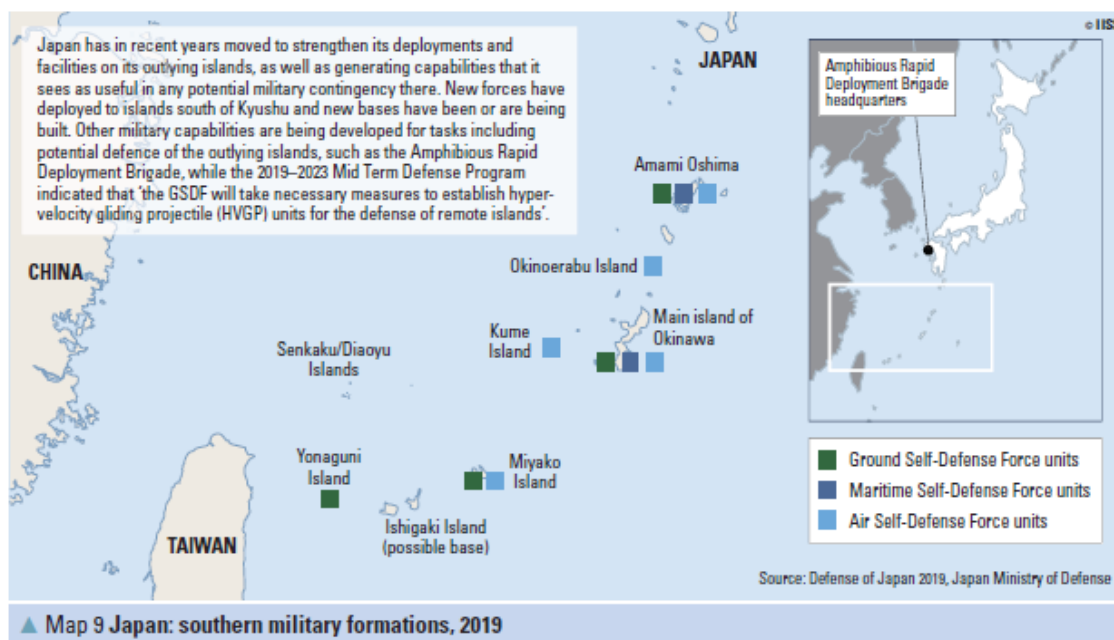 Japan has in recent years moved to strengthen its deployments and
facilities on its outlying islands, as well as generating capabilities that it
sees as useful in any potential military contingency there. New forces have
deployed to islands south of Kyushu and new bases have been or are being
built. Other military capabilities are being developed for tasks including
potential defence of the outlying islands, such as the Amphibious Rapid
Deployment Brigade, while the 2019–2023 Mid Term Defense Program
indicated that ‘the GSDF will take necessary measures to establish hyper-
velocity gliding projectile (HVGP) units for the defense of remote islands’.
JAPAN
© IISS
Amphibious Rapid
Deployment Brigade
headquarters
Amami Oshima
CHINA
Okinoerabu Island
Main island of
Okinawa
Kume
Island
Senkaku/Diaoyu
Islands
Yonaguni
Island
Miyako
Island
Ishigaki Island
(possible base)
TAIWAN
Ground Self-Defense Force units
Maritime Self-Defense Force units
Air Self-Defense Force units
Source: Defense of Japan 2019, Japan Ministry of Defense
▲ Map 9 Japan: southern military formations, 2019